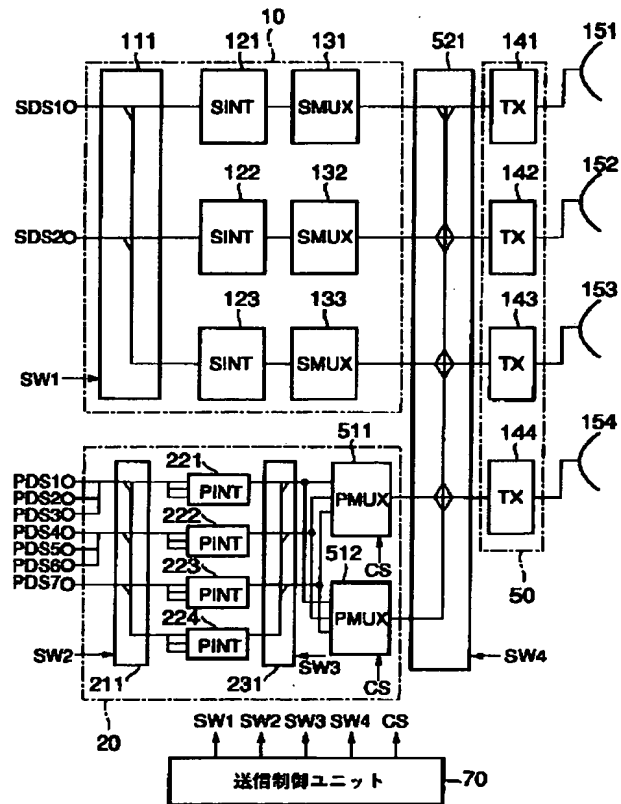 10
111
121
131
521
141
151
SDS1
SINT
SMUX
TX
122
132
142
152
SDS2
SINT
SMUX
TX
123
133
143
153
SINT
SMUX
TX
SW1
221
511
144
154
PDS1
PDS2
PDS3
PINT
PMUX
TX
222
PDS4
PDS5
PDS6
PINT
223
CS
512
50
PDS7
PINT
224
PMUX
PINT
SW2
SW3
SW4
211
231
CS
20
SW1 SW2 SW3 SW4 CS
送信制御ユニット
70